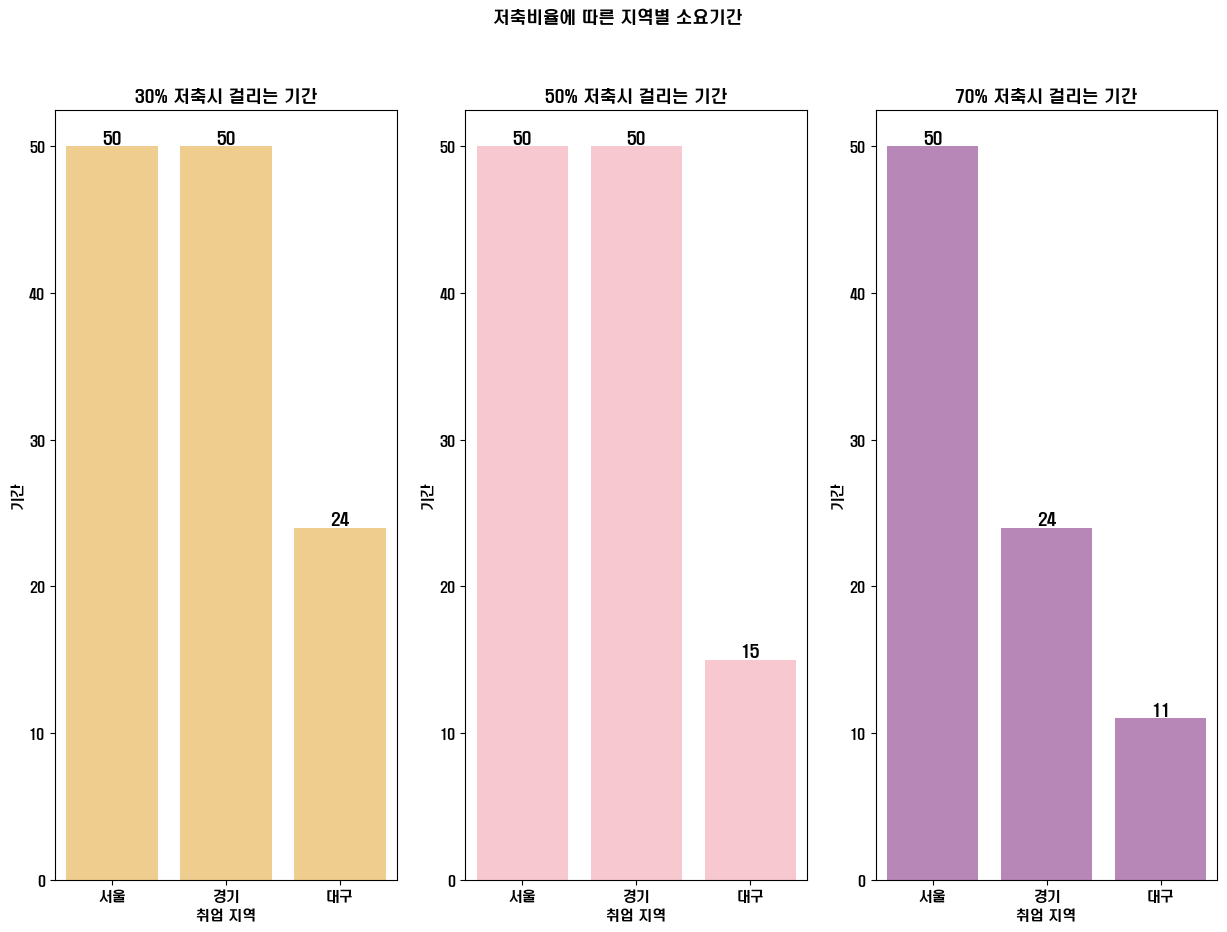 저축비율에 따른 지역별 소요기간
30% 저축시 걸리는 기간
50
50
24
50
40
30
20
10
0
기간
서울 경기 대구
취업 지역
50% 저축시 걸리는 기간
50
50
15
50
40
30
20
10
0
기간
서울 경기 대구
취업 지역
70% 저축시 걸리는 기간
50
24
11
50
40
30
20
10
0
기간
서울 경기 대구
취업 지역